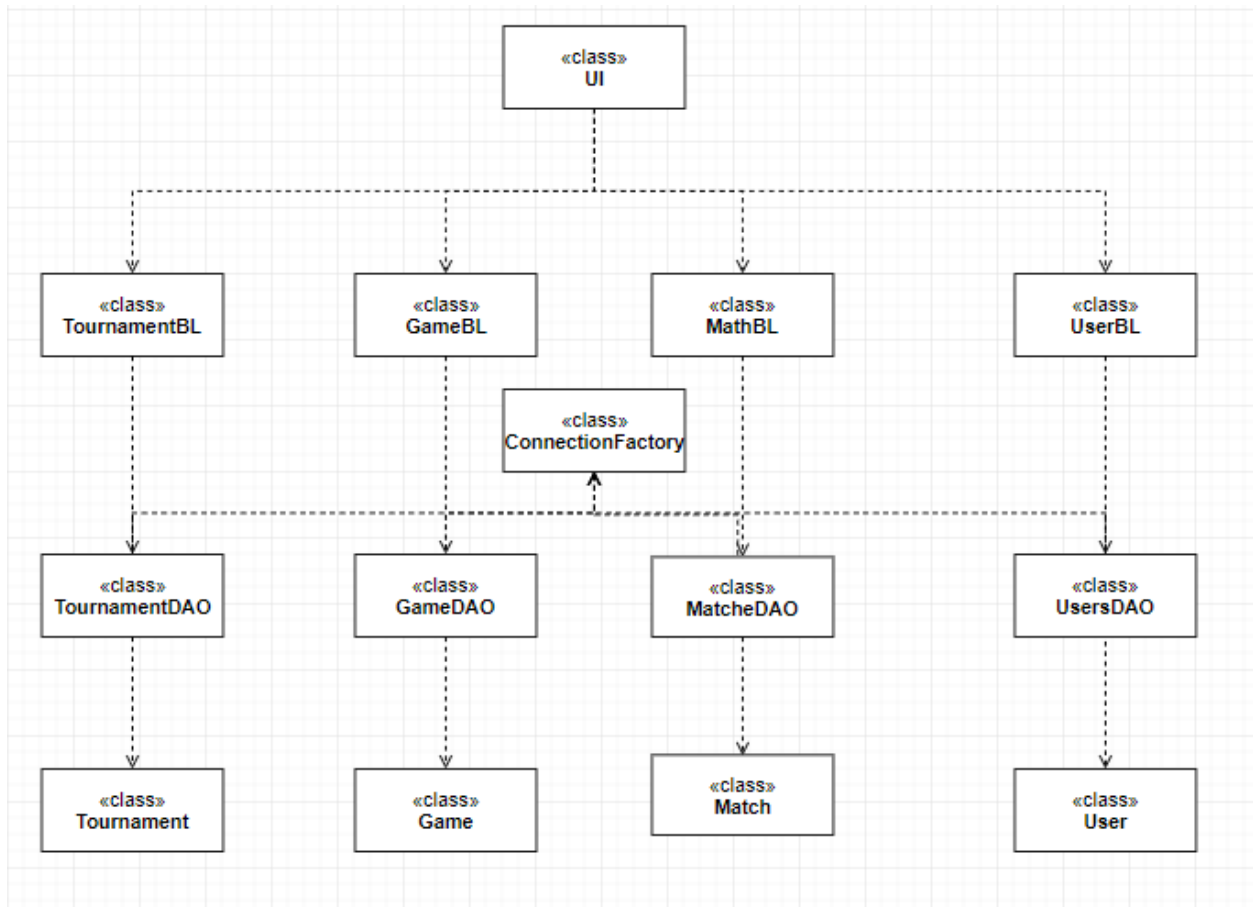 «class»
UI
«class»
TournamentBL
«class»
GameBL
«class»
MathBL
«class»
UserBL
«class»
ConnectionFactory
«class»
TournamentDAO
«class»
GameDAO
«class»
MatcheDAO
«class»
UsersDAO
«class»
Tournament
«class»
Game
«class»
Match
«class»
User